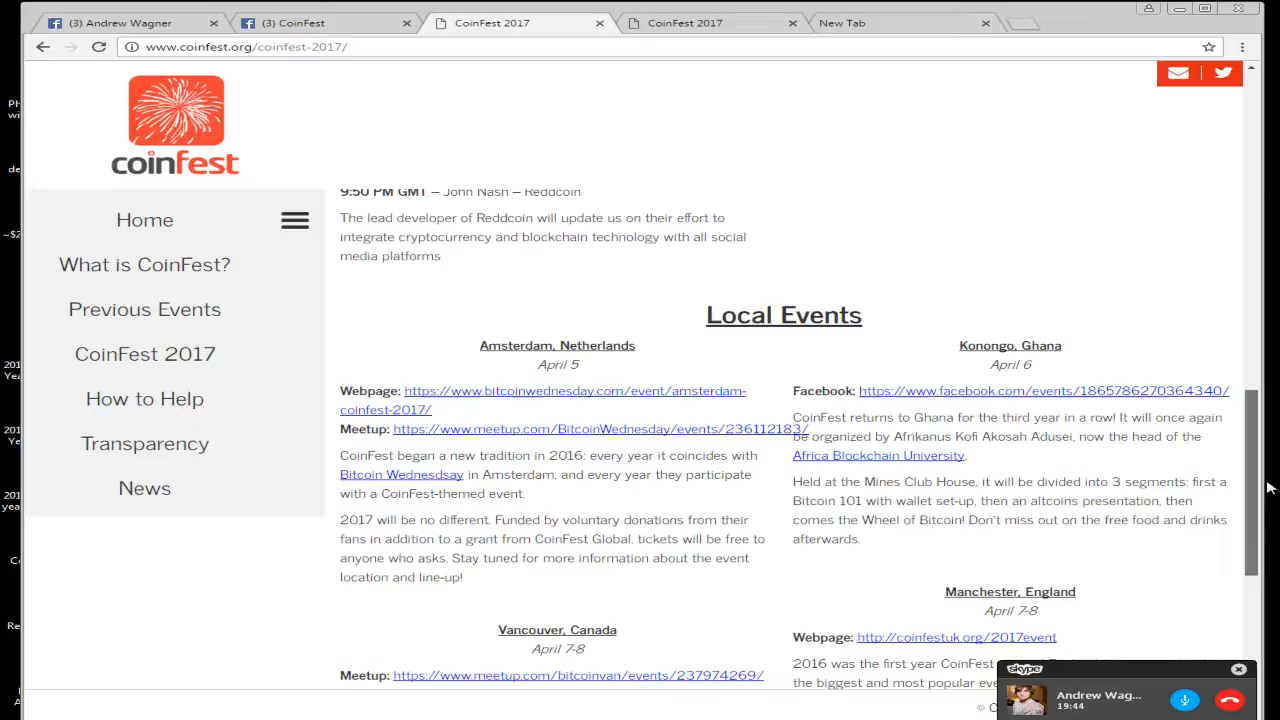 (3) Andrew Wagner
(3) CoinFest
CoinFest 2017
CoinFest 2017
New Tab
www.coinfest.org/coinfest-2017/
coinfest
Home
What is CoinFest?
Previous Events
CoinFest 2017
How to Help
Transparency
News
9:50 PM GMT – John Nash – Reddcoin
The lead developer of Reddcoin will update us on their effort to
integrate cryptocurrency and blockchain technology with all social
media platforms
Local Events
Amsterdam, Netherlands
April 5
Webpage: https://www.bitcoinwednesday.com/event/amsterdam-
coinfest-2017/
Meetup: https://www.meetup.com/BitcoinWednesday/events/236112183/
CoinFest began a new tradition in 2016: every year it coincides with
Bitcoin Wednesdsay in Amsterdam, and every year they participate
with a CoinFest-themed event.
2017 will be no different. Funded by voluntary donations from their
fans in addition to a grant from CoinFest Global, tickets will be free to
anyone who asks. Stay tuned for more information about the event
location and line-up!
Vancouver, Canada
April 7-8
Meetup: https://www.meetup.com/bitcoinvan/events/237974269/
Konongo, Ghana
April 6
Facebook: https://www.facebook.com/events/1865786270364340/
CoinFest returns to Ghana for the third year in a row! It will once again
be organized by Afrikanus Kofi Akosah Adusei, now the head of the
Africa Blockchain University.
Held at the Mines Club House, it will be divided into 3 segments: first a
Bitcoin 101 with wallet set-up, then an altcoins presentation, then
comes the Wheel of Bitcoin! Don't miss out on the free food and drinks
afterwards.
Manchester, England
April 7-8
Webpage: http://coinfestuk.org/2017event
2016 was the first year CoinFest
the biggest and most popular
skype
Andrew Wag...
19:44